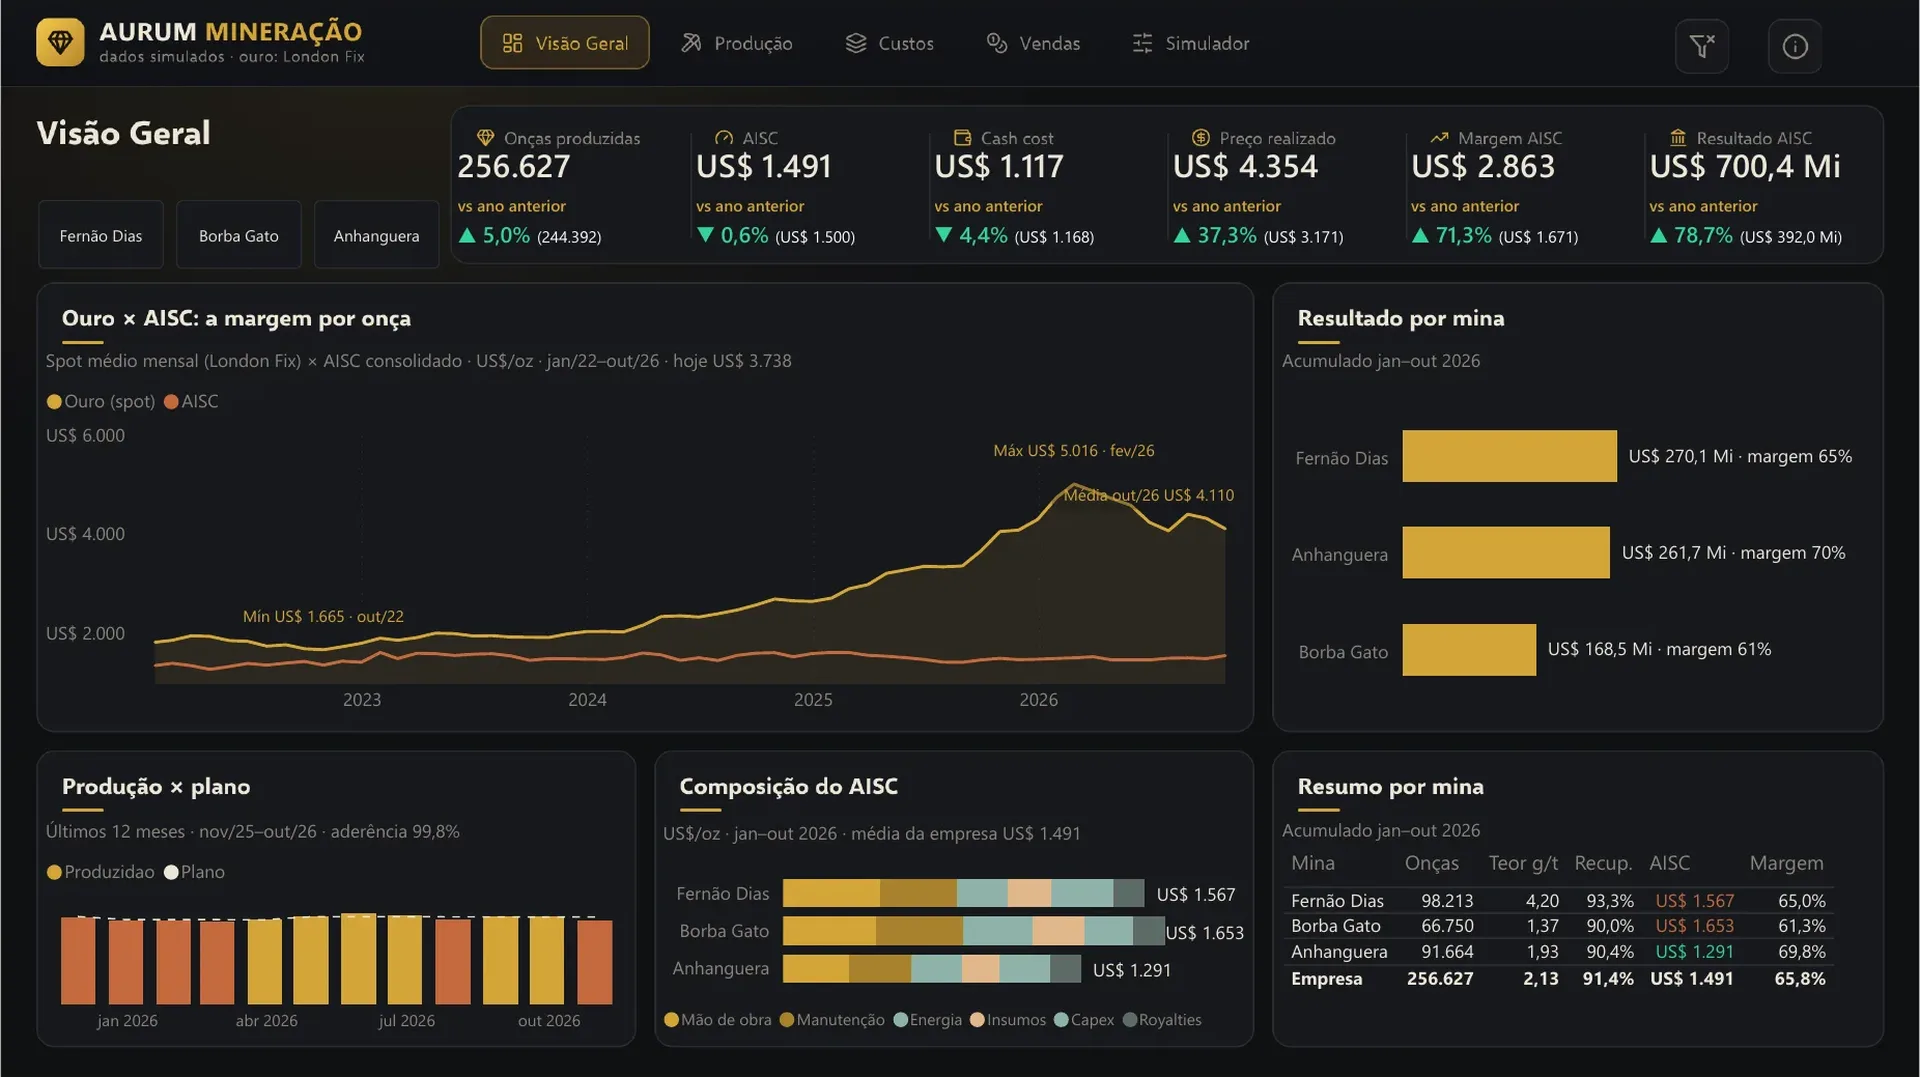 AURUM MINERAÇÃO
dados simulados · ouro: London Fix
Visão Geral
Produção
Custos
Vendas
Simulador
Visão Geral
Fernão Dias
Borba Gato
Anhanguera
Onças produzidas
256.627
vs ano anterior
▲ 5,0% (244.392)
AISC
US$ 1.491
vs ano anterior
▼ 0,6% (US$ 1.500)
Cash cost
US$ 1.117
vs ano anterior
▼ 4,4% (US$ 1.168)
Preço realizado
US$ 4.354
vs ano anterior
▲ 37,3% (US$ 3.171)
Margem AISC
US$ 2.863
vs ano anterior
▲ 71,3% (US$ 1.671)
Resultado AISC
US$ 700,4 Mi
vs ano anterior
▲ 78,7% (US$ 392,0 Mi)
Ouro × AISC: a margem por onça
Spot médio mensal (London Fix) × AISC consolidado · US$/oz · jan/22–out/26 · hoje US$ 3.738
Ouro (spot) AISC
US$ 6.000
Máx US$ 5.016 · fev/26
Média out/26 US$ 4.110
US$ 4.000
Mín US$ 1.665 · out/22
US$ 2.000
2023 2024 2025 2026
Resultado por mina
Acumulado jan–out 2026
Fernão Dias US$ 270,1 Mi · margem 65%
Anhanguera US$ 261,7 Mi · margem 70%
Borba Gato US$ 168,5 Mi · margem 61%
Produção × plano
Últimos 12 meses · nov/25–out/26 · aderência 99,8%
Produzidao Plano
jan 2026 abr 2026 jul 2026 out 2026
Composição do AISC
US$/oz · jan–out 2026 · média da empresa US$ 1.491
Fernão Dias US$ 1.567
Borba Gato US$ 1.653
Anhanguera US$ 1.291
Mão de obra Manutenção Energia Insumos Capex Royalties
Resumo por mina
Acumulado jan–out 2026
Mina Onças Teor g/t Recup. AISC Margem
Fernão Dias 98.213 4,20 93,3% US$ 1.567 65,0%
Borba Gato 66.750 1,37 90,0% US$ 1.653 61,3%
Anhanguera 91.664 1,93 90,4% US$ 1.291 69,8%
Empresa 256.627 2,13 91,4% US$ 1.491 65,8%